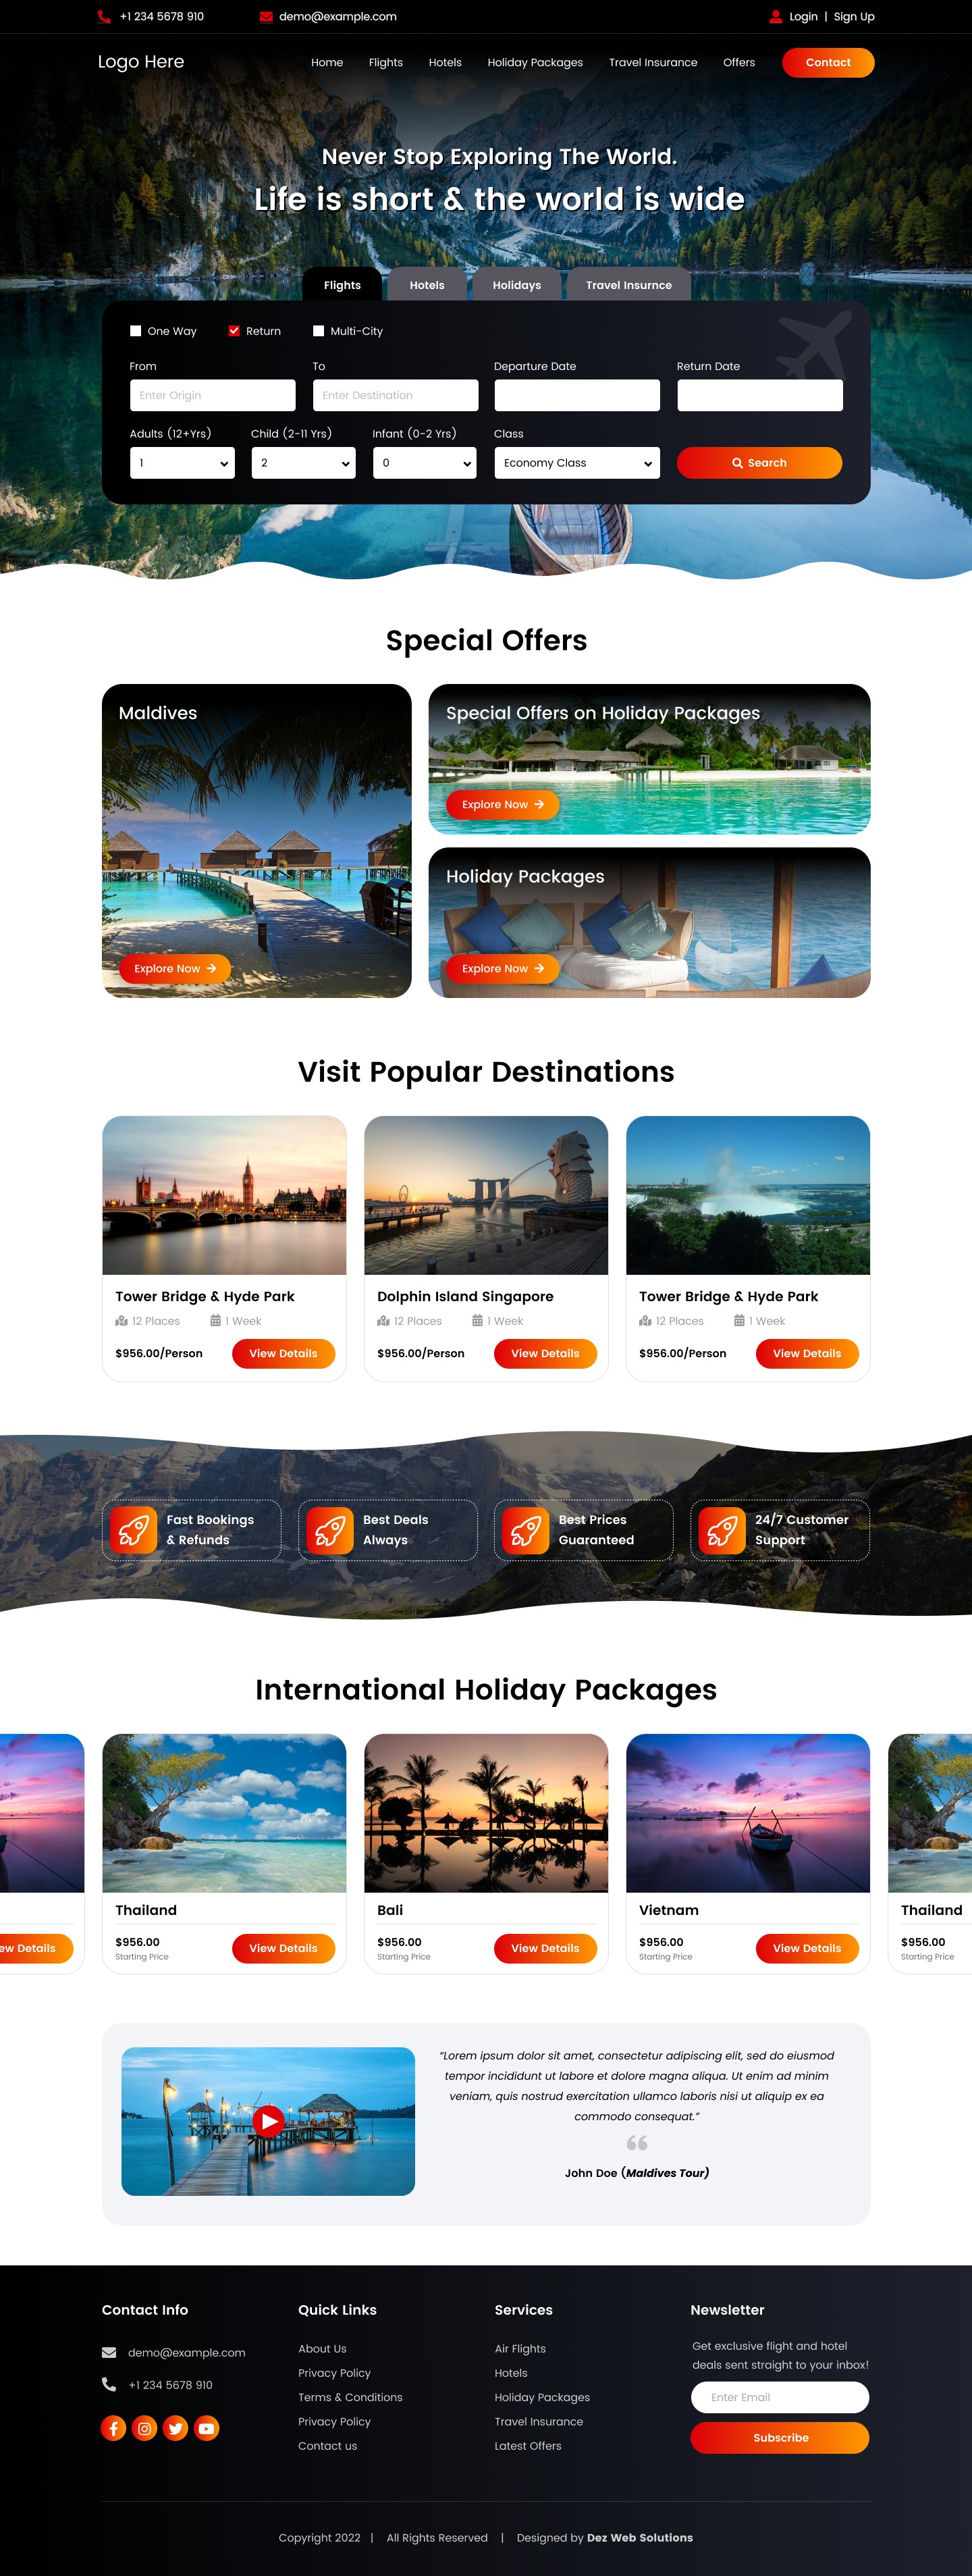 +1 234 5678 910
demo@example.com
Login | Sign Up
Logo Here
Home
Flights
Hotels
Holiday Packages
Travel Insurance
Offers
Contact
Never Stop Exploring The World.
Life is short & the world is wide
Flights
Hotels
Holidays
Travel Insurnce
One Way
Return
Multi-City
From
To
Departure Date
Return Date
Enter Origin
Enter Destination
Adults (12+Yrs)
Child (2-11 Yrs)
Infant (0-2 Yrs)
Class
1
2
0
Economy Class
Search
Special Offers
Maldives
Explore Now
Special Offers on Holiday Packages
Explore Now
Holiday Packages
Explore Now
Visit Popular Destinations
Tower Bridge & Hyde Park
12 Places
1 Week
$956.00/Person
View Details
Dolphin Island Singapore
12 Places
1 Week
$956.00/Person
View Details
Tower Bridge & Hyde Park
12 Places
1 Week
$956.00/Person
View Details
Fast Bookings
& Refunds
Best Deals
Always
Best Prices
Guaranteed
24/7 Customer
Support
International Holiday Packages
ew Details
Thailand
$956.00
Starting Price
View Details
Bali
$956.00
Starting Price
View Details
Vietnam
$956.00
Starting Price
View Details
Thailand
$956.00
Starting Price
“Lorem ipsum dolor sit amet, consectetur adipiscing elit, sed do eiusmod
tempor incididunt ut labore et dolore magna aliqua. Ut enim ad minim
veniam, quis nostrud exercitation ullamco laboris nisi ut aliquip ex ea
commodo consequat.”
John Doe (Maldives Tour)
Contact Info
demo@example.com
+1 234 5678 910
Quick Links
About Us
Privacy Policy
Terms & Conditions
Privacy Policy
Contact us
Services
Air Flights
Hotels
Holiday Packages
Travel Insurance
Latest Offers
Newsletter
Get exclusive flight and hotel
deals sent straight to your inbox!
Enter Email
Subscribe
Copyright 2022 | All Rights Reserved | Designed by Dez Web Solutions